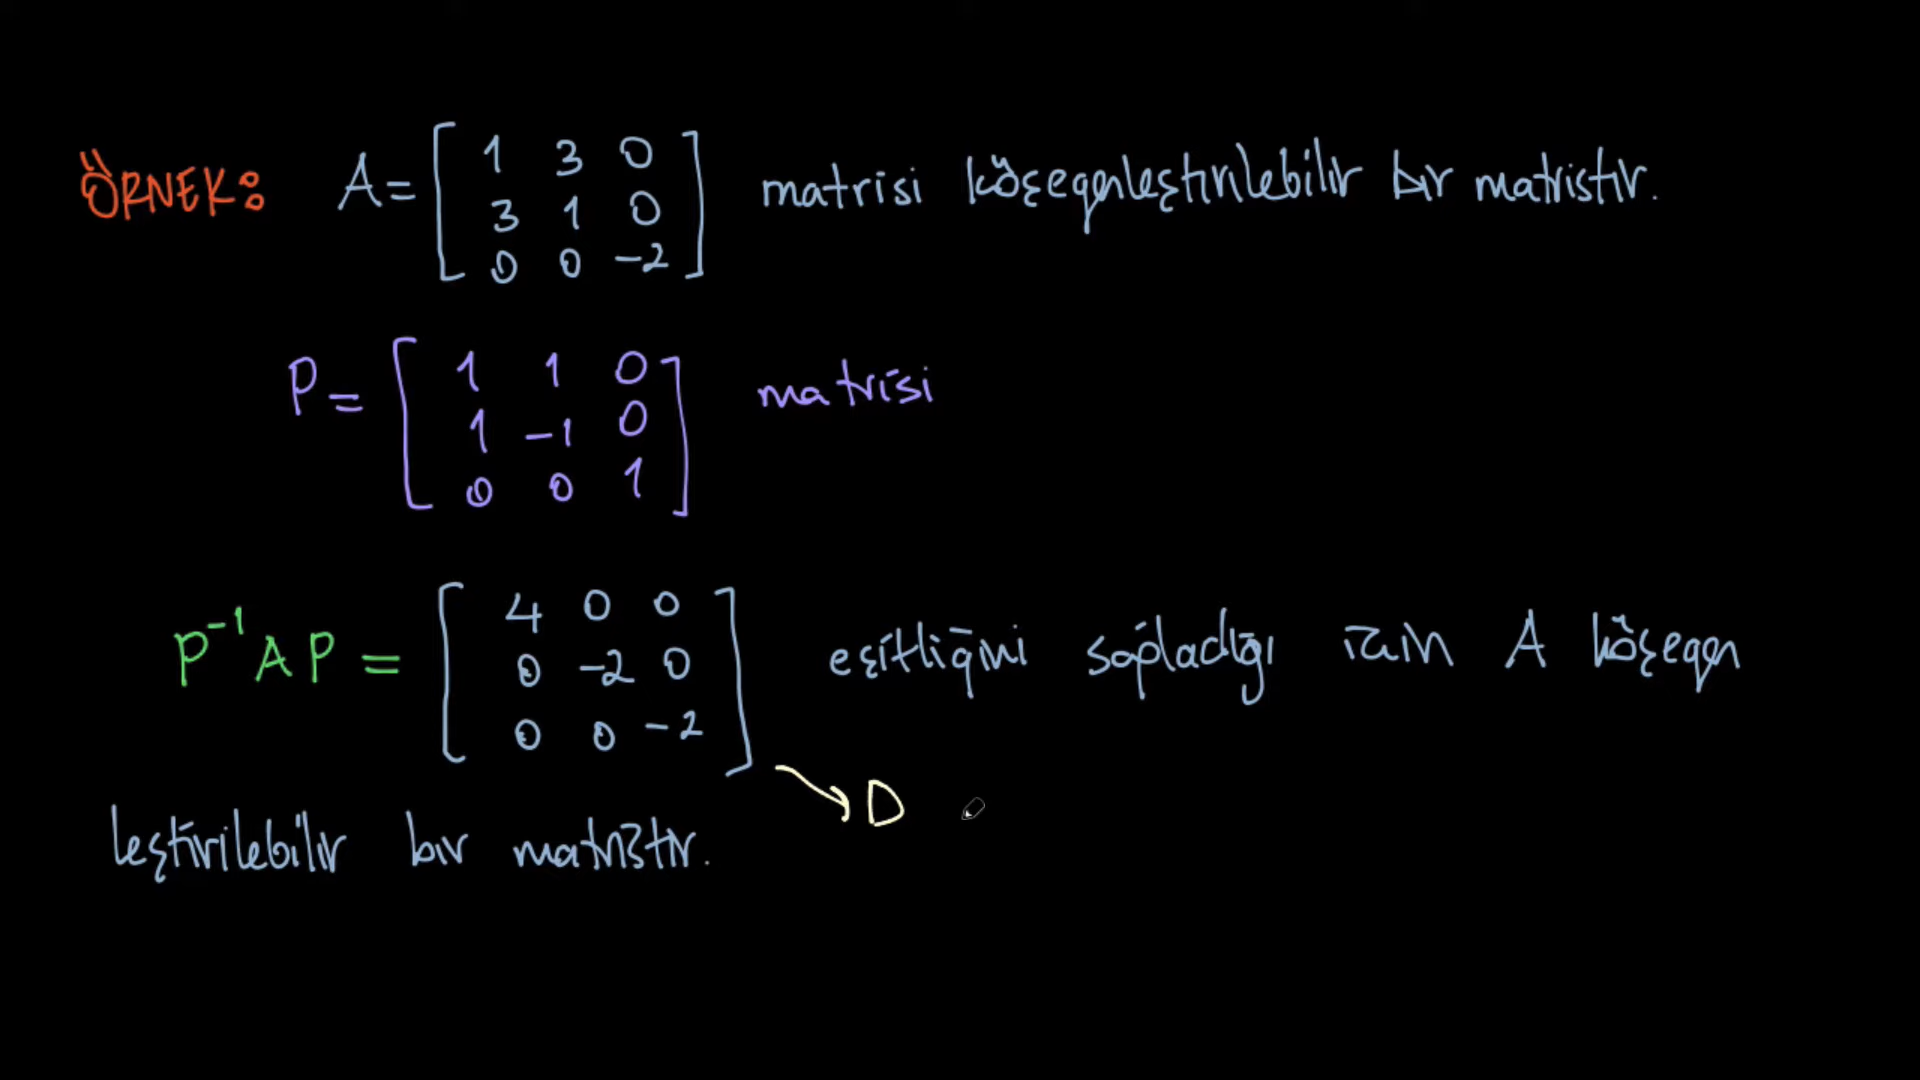 ÖRNEK: A = [ 1 3 0 matrisi köşegenleştirilebilir bir matristir.
3 1 0
0 0 -2 ]
P = [ 1 1 0 matrisi
1 -1 0
0 0 1 ]
P⁻¹ A P = [ 4 0 0 eşitliğini sağladığı için A köşegen
0 -2 0
0 0 -2 ]
→ D
leştirilebilir bir matristir.